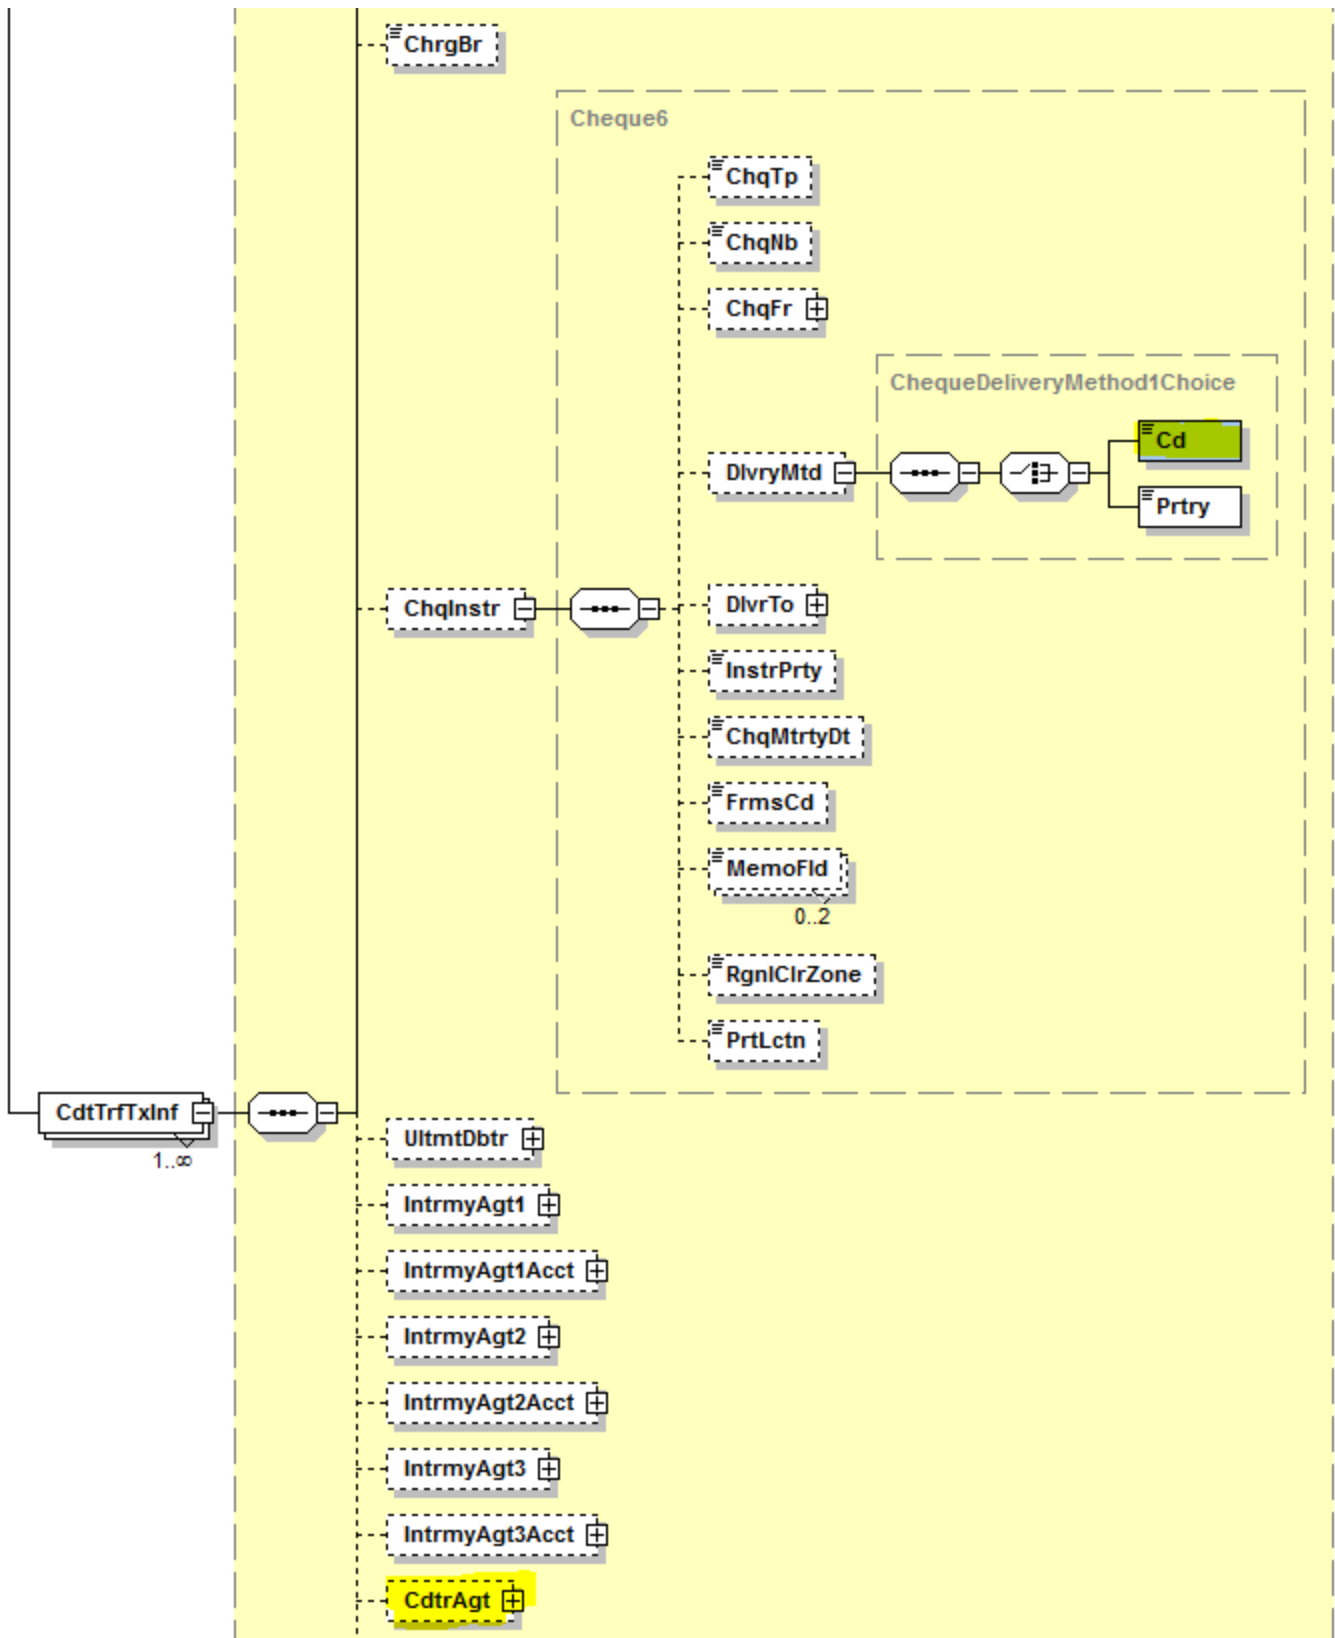 ChrgBr
Cheque6
ChqTp
ChqNb
ChqFr
ChequeDeliveryMethod1Choice
Cd
DlvryMtd
Prtry
DlvrTo
ChqInstr
InstrPrty
ChqMtrtyDt
FrmsCd
MemoFld
0..2
RgnlClrZone
PrtLctn
CdtTrfTxInf
1..∞
UltmtDbtr
IntrmyAgt1
IntrmyAgt1Acct
IntrmyAgt2
IntrmyAgt2Acct
IntrmyAgt3
IntrmyAgt3Acct
CdtrAgt